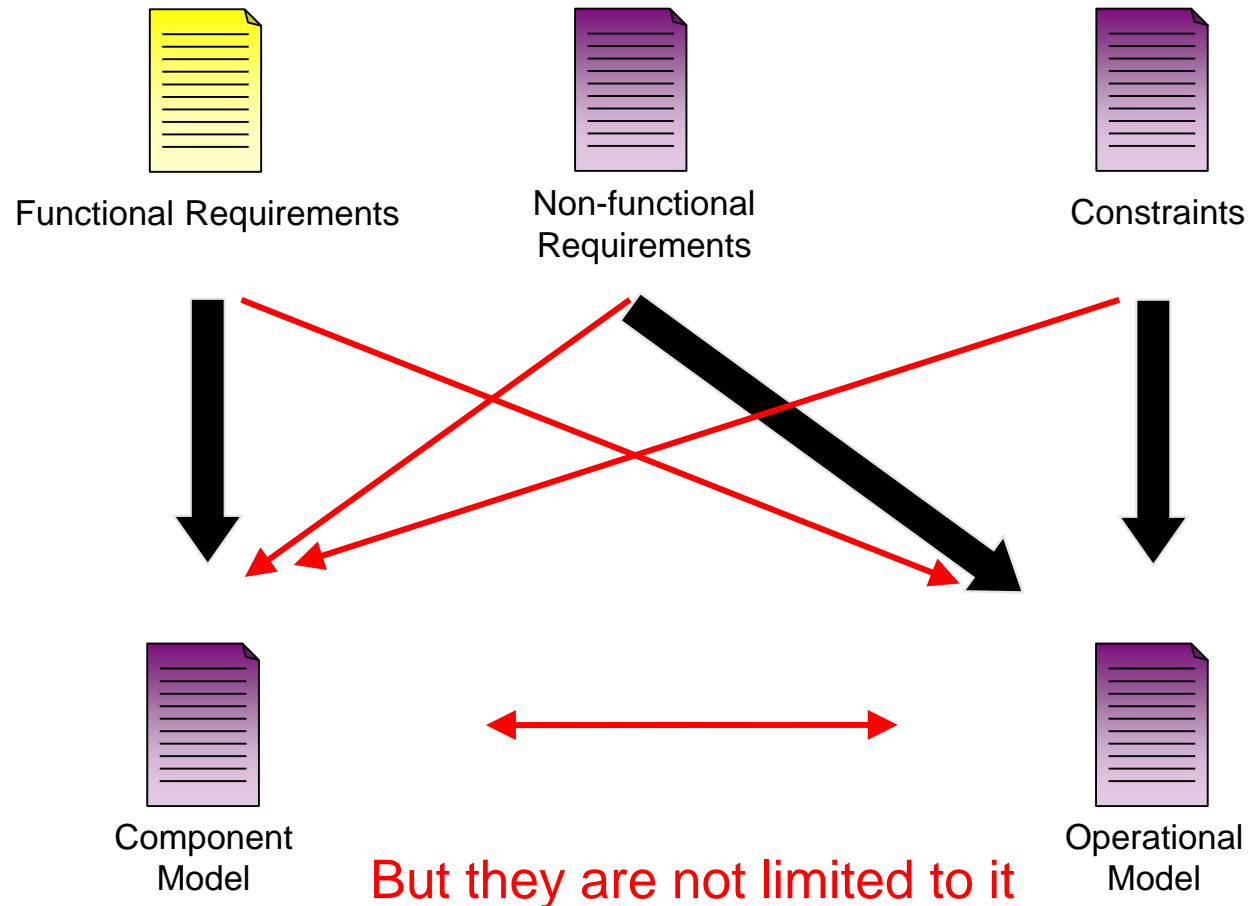 Functional Requirements
Non-functional
Requirements
Constraints
Component
Model
But they are not limited to it
Operational
Model